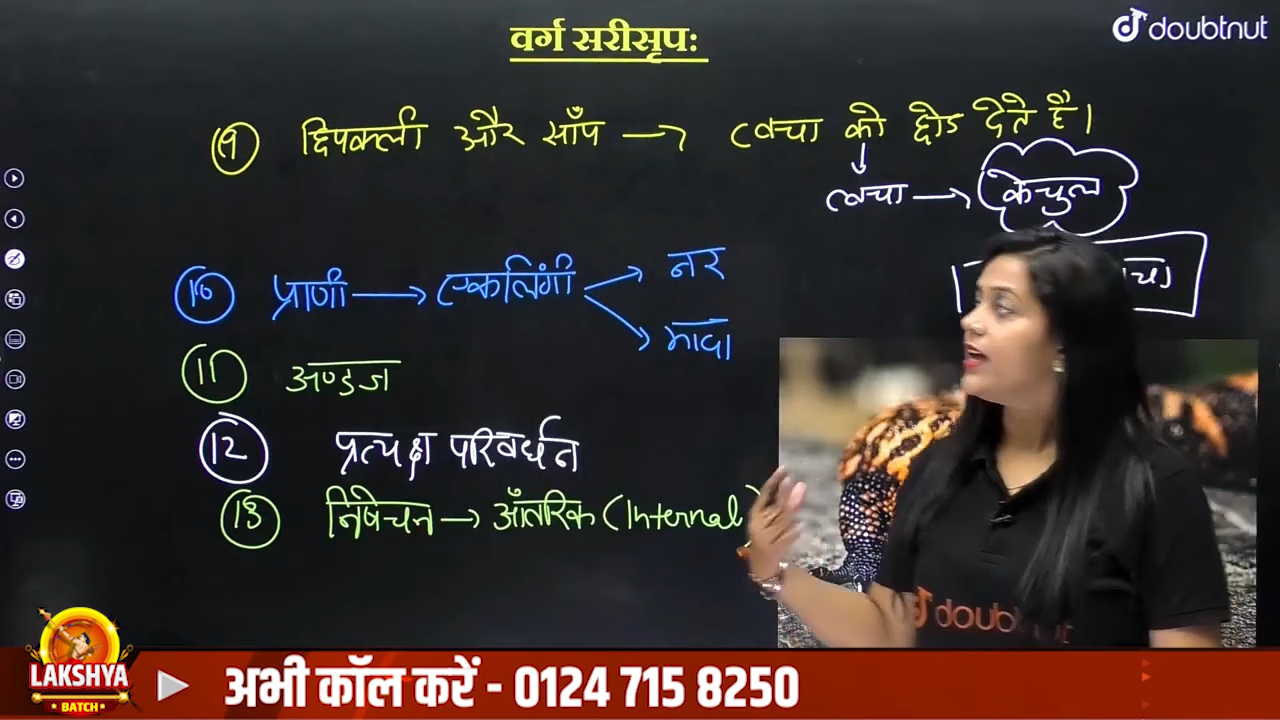 वर्ग सरीसृपः
doubtnut
9 छिपकली और साँप → त्वचा को छोड देते है।
त्वचा → केचुल
10 प्राणी → एकलिंगी
नर
मादा
11 अण्डज
12 प्रत्यक्ष परिवर्धन
13 निषेचन → आँतरिक (Internal)
doubtnut
LAKSHYA
BATCH
अभी कॉल करें - 0124 715 8250